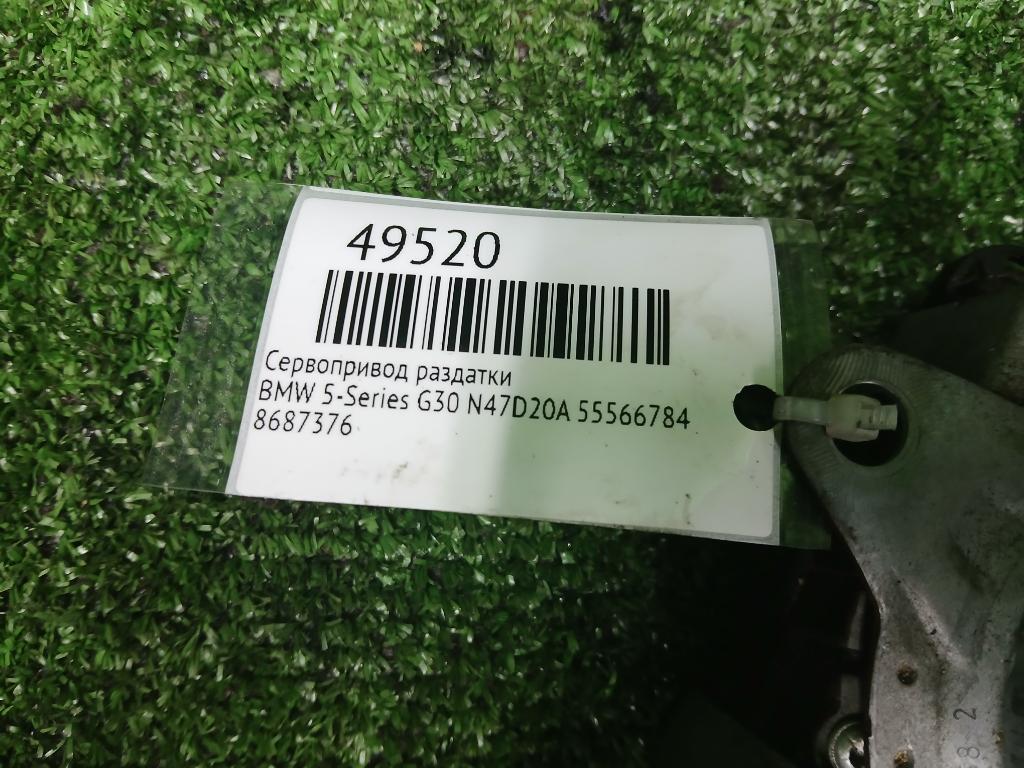 49520
Сервопривод раздатки
BMW 5-Series G30 N47D20A 55566784
8687376